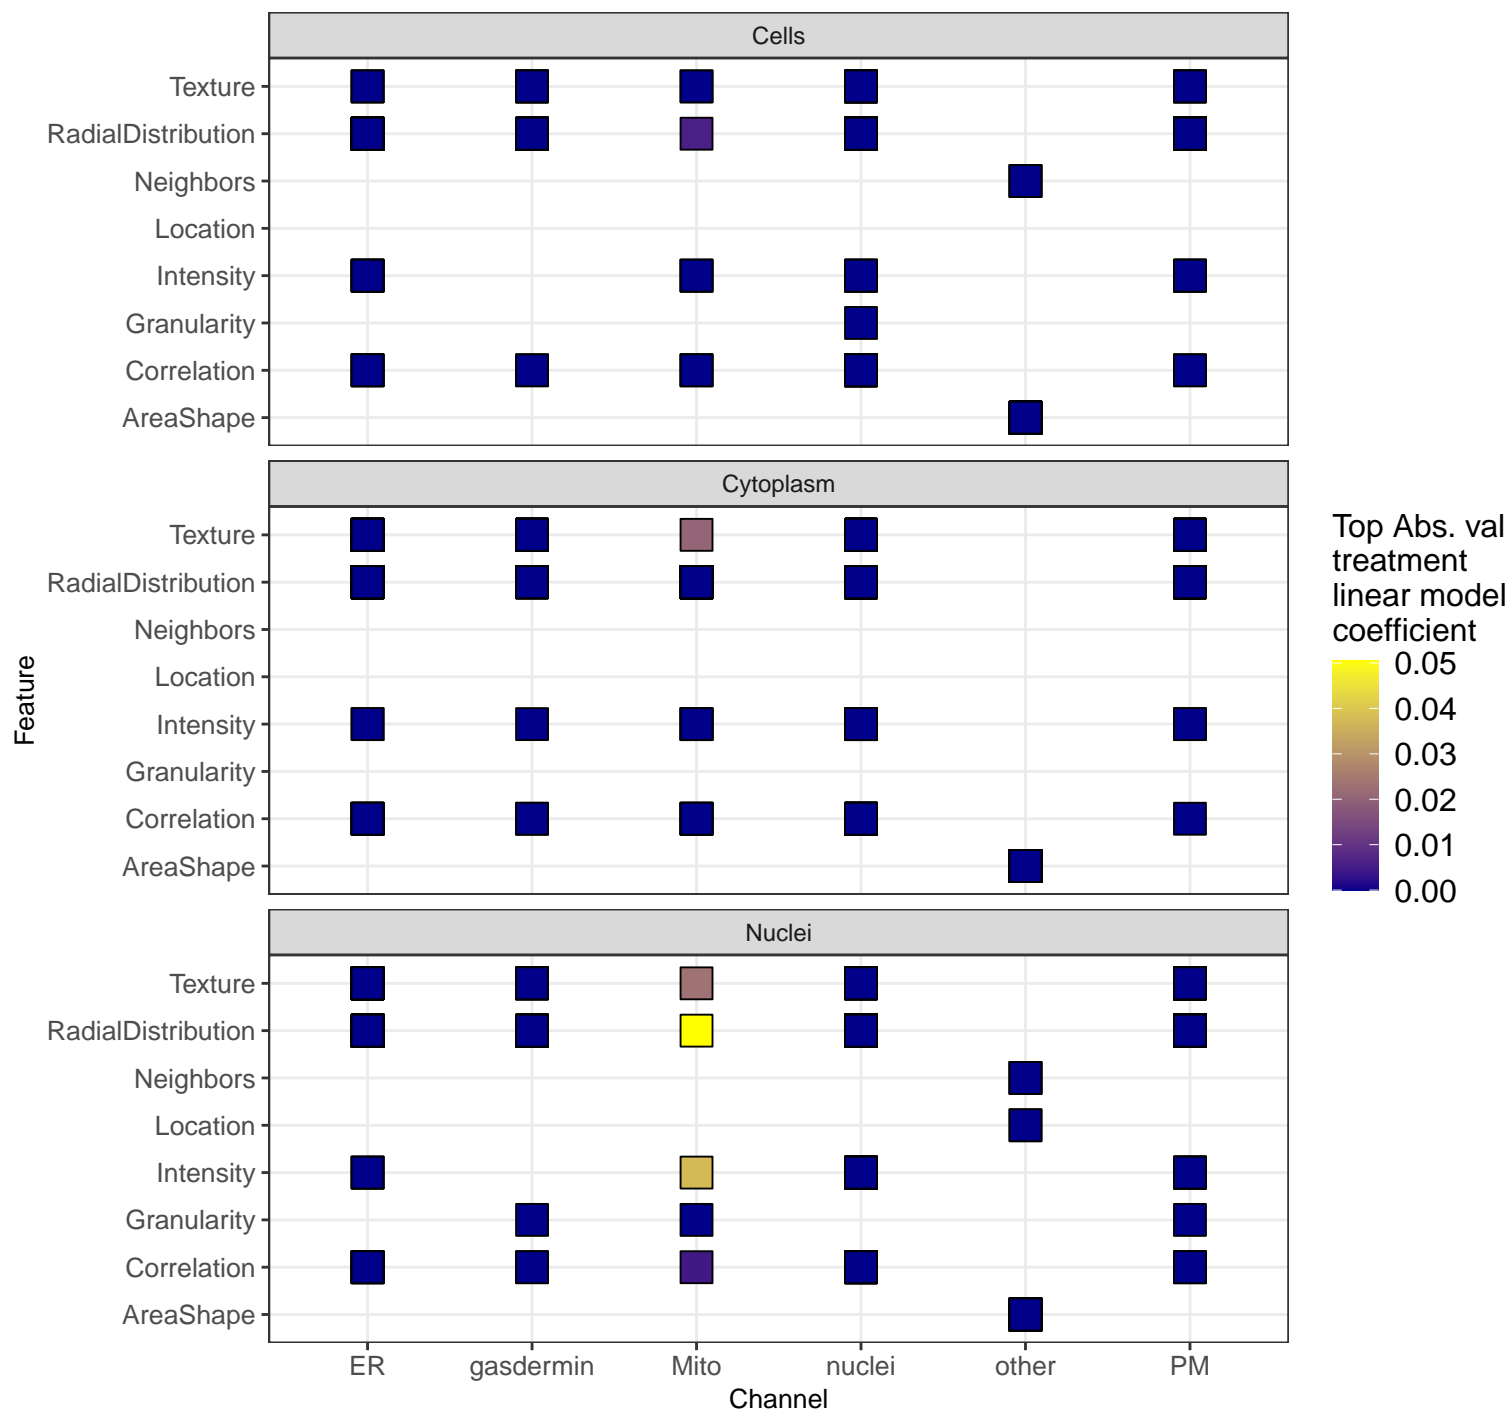 Cells
Texture
RadialDistribution
Neighbors
Location
Intensity
Granularity
Correlation
AreaShape
Cytoplasm
Texture
RadialDistribution
Neighbors
Location
Intensity
Granularity
Correlation
AreaShape
Nuclei
Texture
RadialDistribution
Neighbors
Location
Intensity
Granularity
Correlation
AreaShape
ER gasdermin Mito nuclei other PM
Channel
Feature
Top Abs. val
treatment
linear model
coefficient
0.05
0.04
0.03
0.02
0.01
0.00